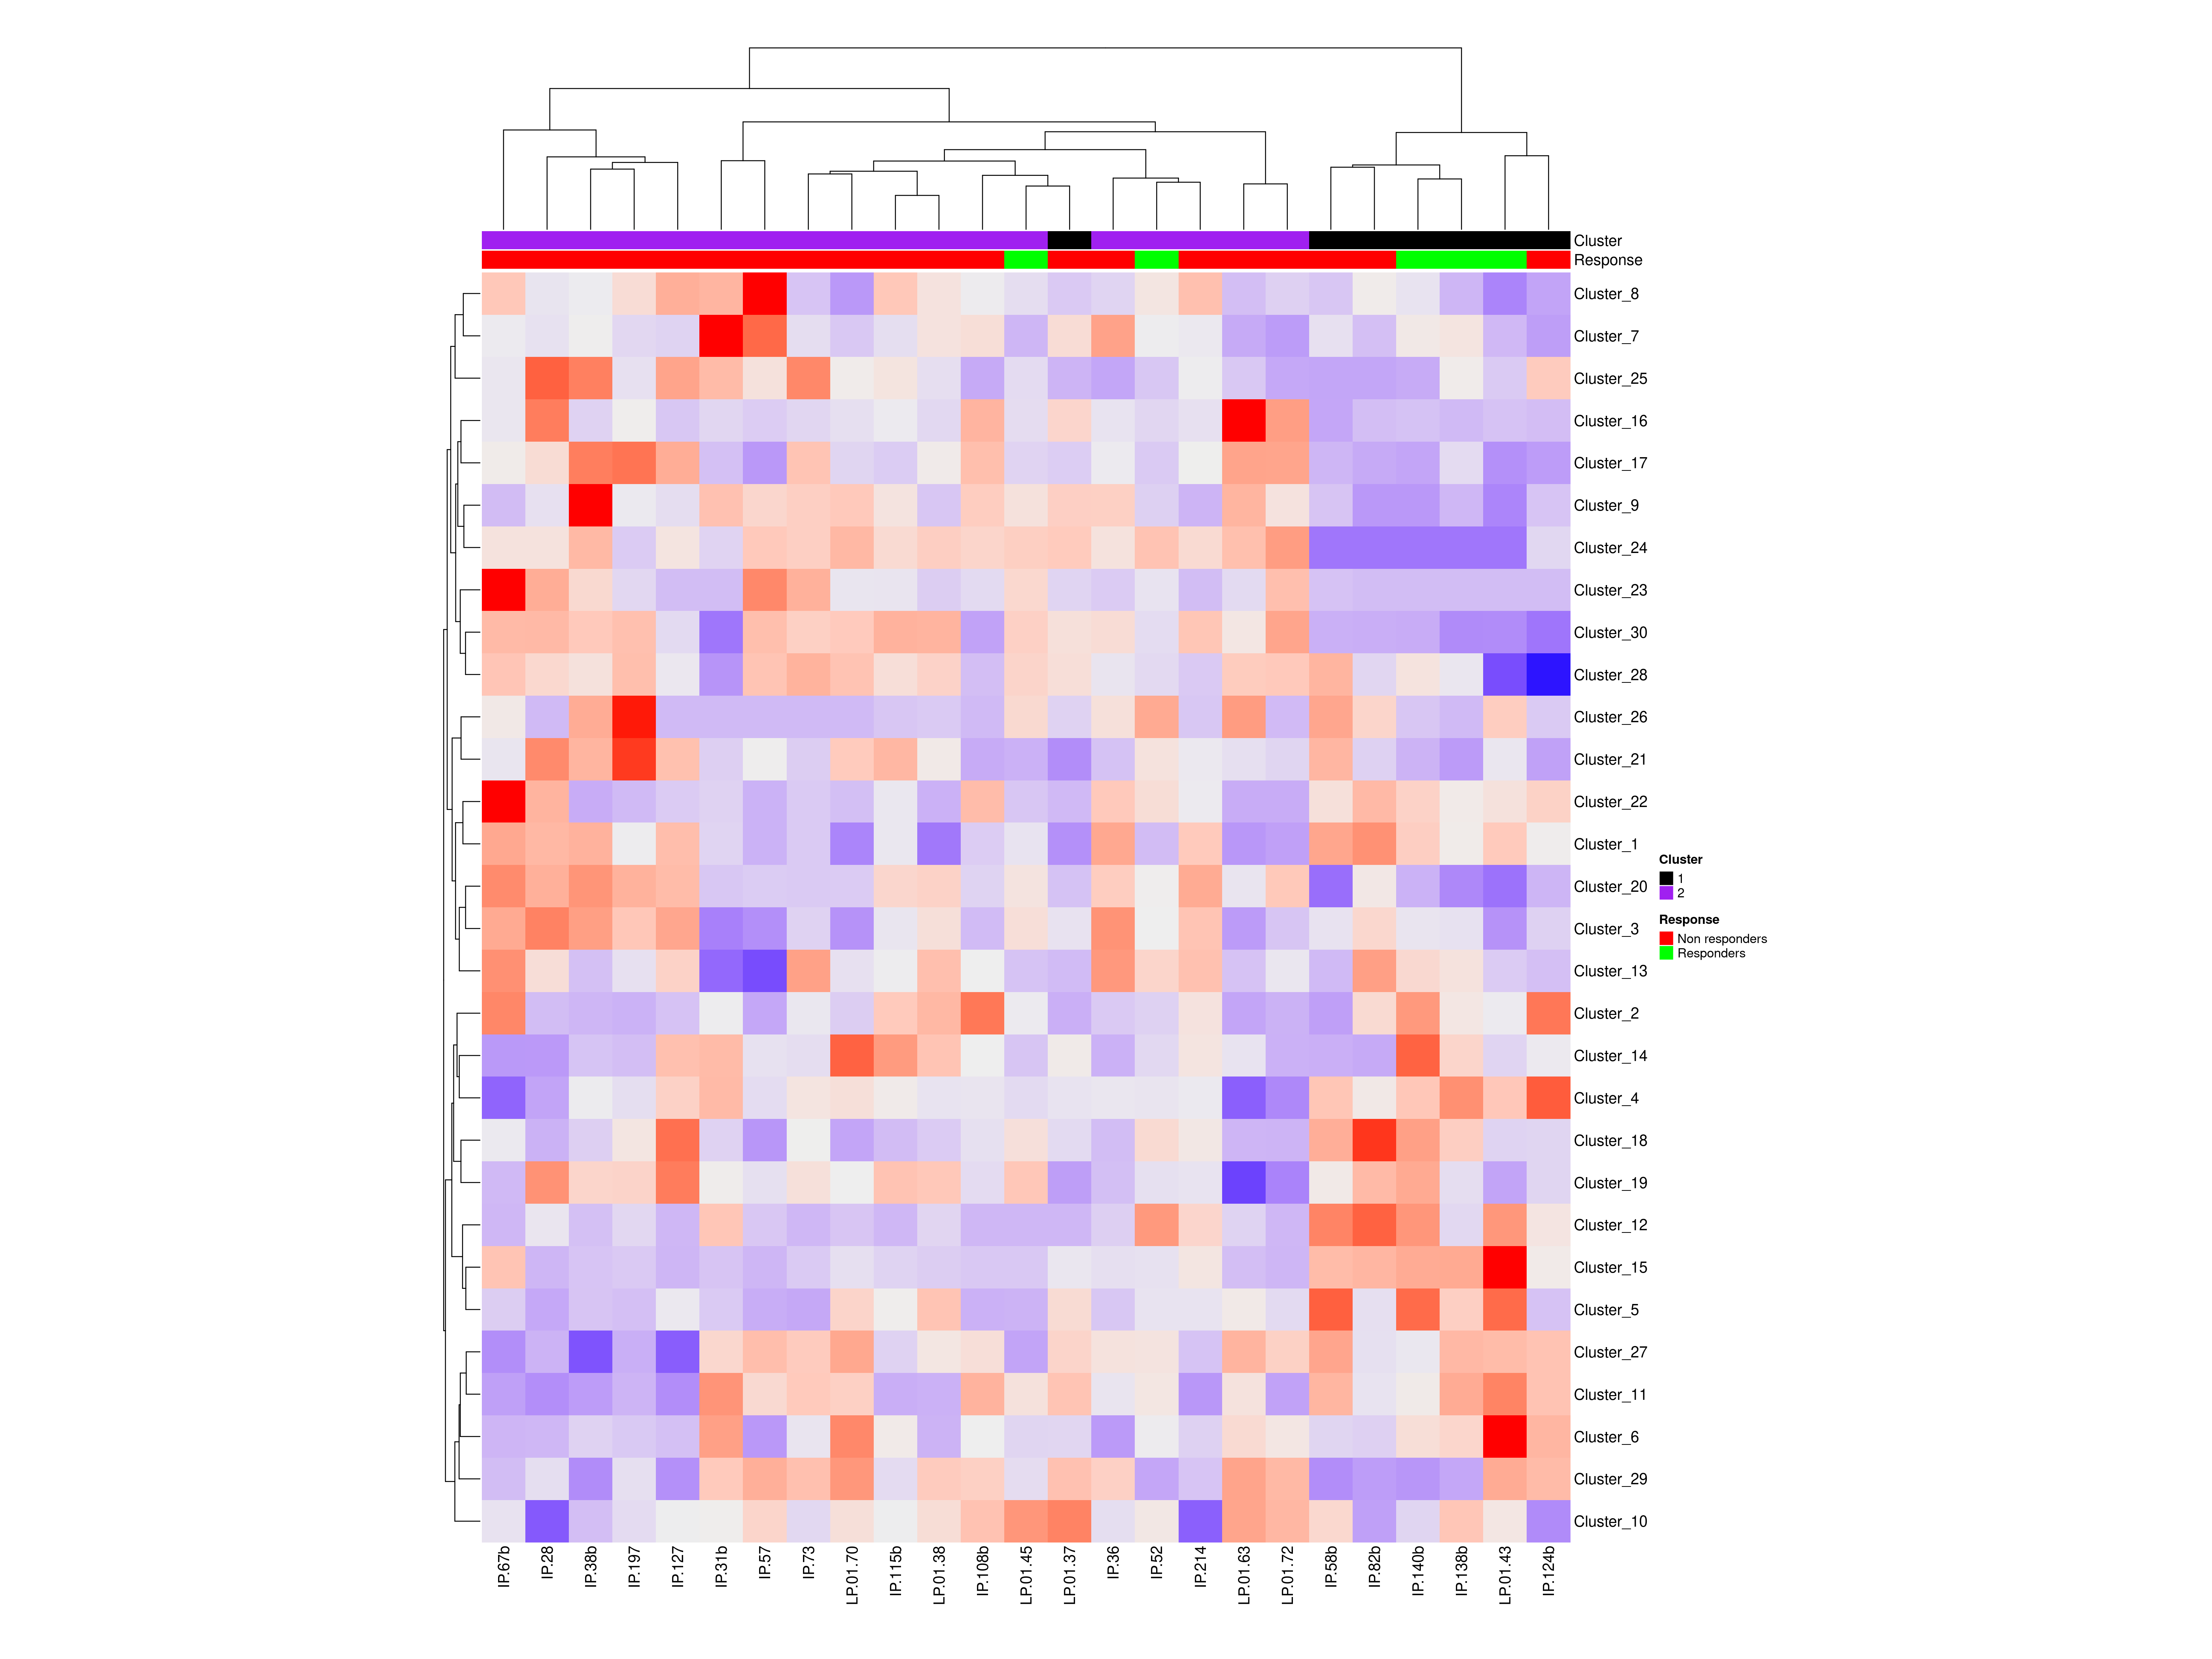 Cluster
Response
Cluster_8
Cluster_7
Cluster_25
Cluster_16
Cluster_17
Cluster_9
Cluster_24
Cluster_23
Cluster_30
Cluster_28
Cluster_26
Cluster_21
Cluster_22
Cluster_1
Cluster_20
Cluster_3
Cluster_13
Cluster_2
Cluster_14
Cluster_4
Cluster_18
Cluster_19
Cluster_12
Cluster_15
Cluster_5
Cluster_27
Cluster_11
Cluster_6
Cluster_29
Cluster_10
IP.67b
IP.28
IP.38b
IP.197
IP.127
IP.31b
IP.57
IP.73
LP.01.70
IP.115b
LP.01.38
IP.108b
LP.01.45
LP.01.37
IP.36
IP.52
IP.214
LP.01.63
LP.01.72
IP.58b
IP.82b
IP.140b
IP.138b
LP.01.43
IP.124b
Cluster
1
2
Response
Non responders
Responders